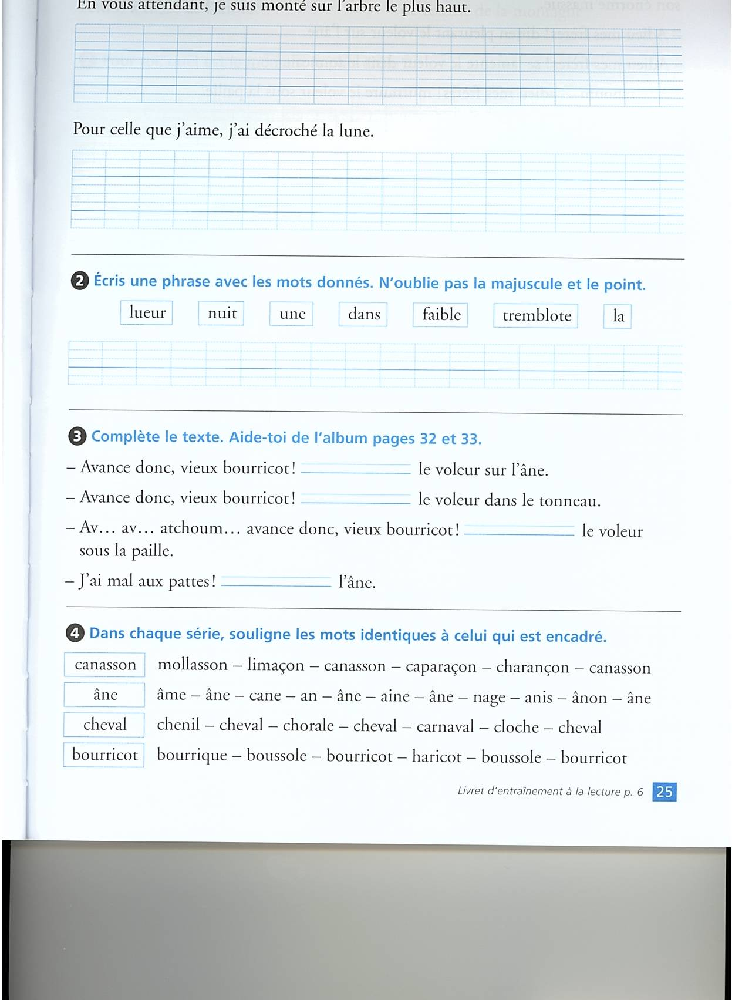 En vous attendant, je suis monté sur l'arbre le plus haut.
Pour celle que j'aime, j'ai décroché la lune.
2 Écris une phrase avec les mots donnés. N'oublie pas la majuscule et le point.
lueur nuit une dans faible tremblote la
3 Complète le texte. Aide-toi de l'album pages 32 et 33.
– Avance donc, vieux bourricot! le voleur sur l'âne.
– Avance donc, vieux bourricot! le voleur dans le tonneau.
– Av... av... atchoum... avance donc, vieux bourricot! le voleur
sous la paille.
– J'ai mal aux pattes! l'âne.
4 Dans chaque série, souligne les mots identiques à celui qui est encadré.
canasson mollasson – limaçon – canasson – caparaçon – charançon – canasson
âne âme – âne – cane – an – âne – aine – âne – nage – anis – ânon – âne
cheval chenil – cheval – chorale – cheval – carnaval – cloche – cheval
bourricot bourrique – boussole – bourricot – haricot – boussole – bourricot
Livret d'entraînement à la lecture p. 6 25